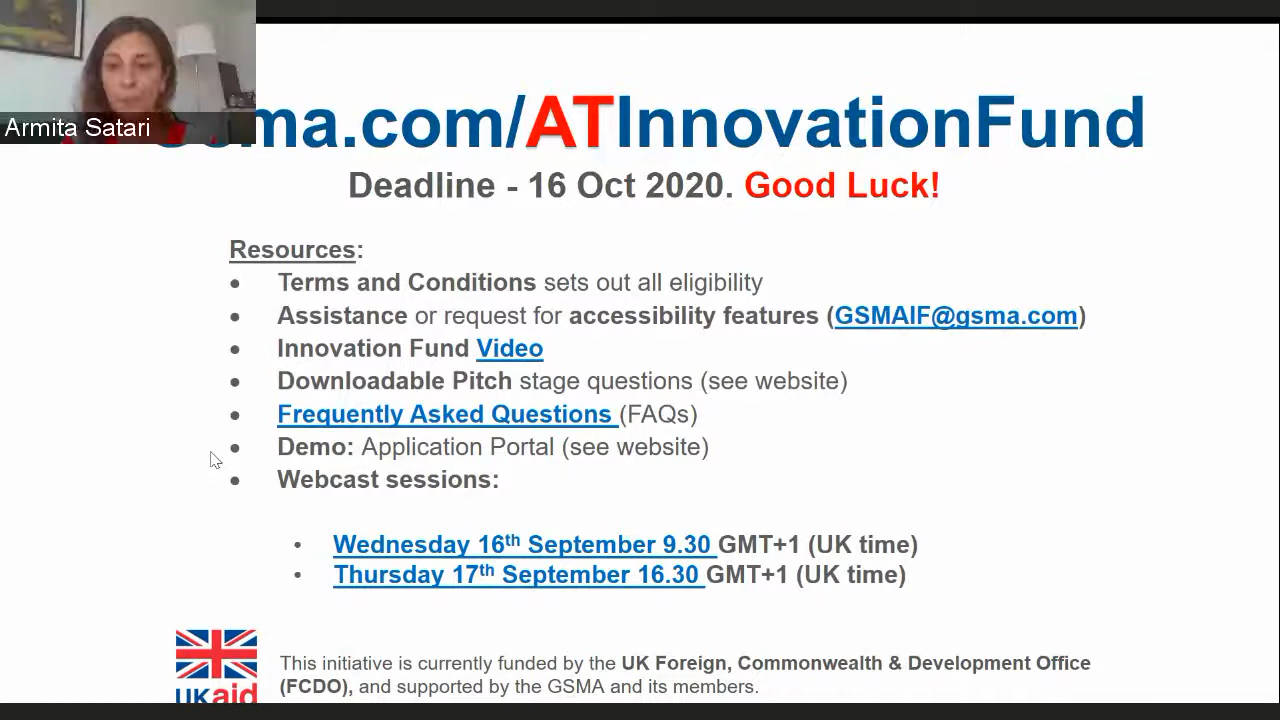 Armita Satari
ma.com/ATInnovationFund
Deadline - 16 Oct 2020. Good Luck!
Resources:
• Terms and Conditions sets out all eligibility
• Assistance or request for accessibility features (GSMAIF@gsma.com)
• Innovation Fund Video
• Downloadable Pitch stage questions (see website)
• Frequently Asked Questions (FAQs)
• Demo: Application Portal (see website)
• Webcast sessions:
• Wednesday 16th September 9.30 GMT+1 (UK time)
• Thursday 17th September 16.30 GMT+1 (UK time)
This initiative is currently funded by the UK Foreign, Commonwealth & Development Office
(FCDO), and supported by the GSMA and its members.
UKaid